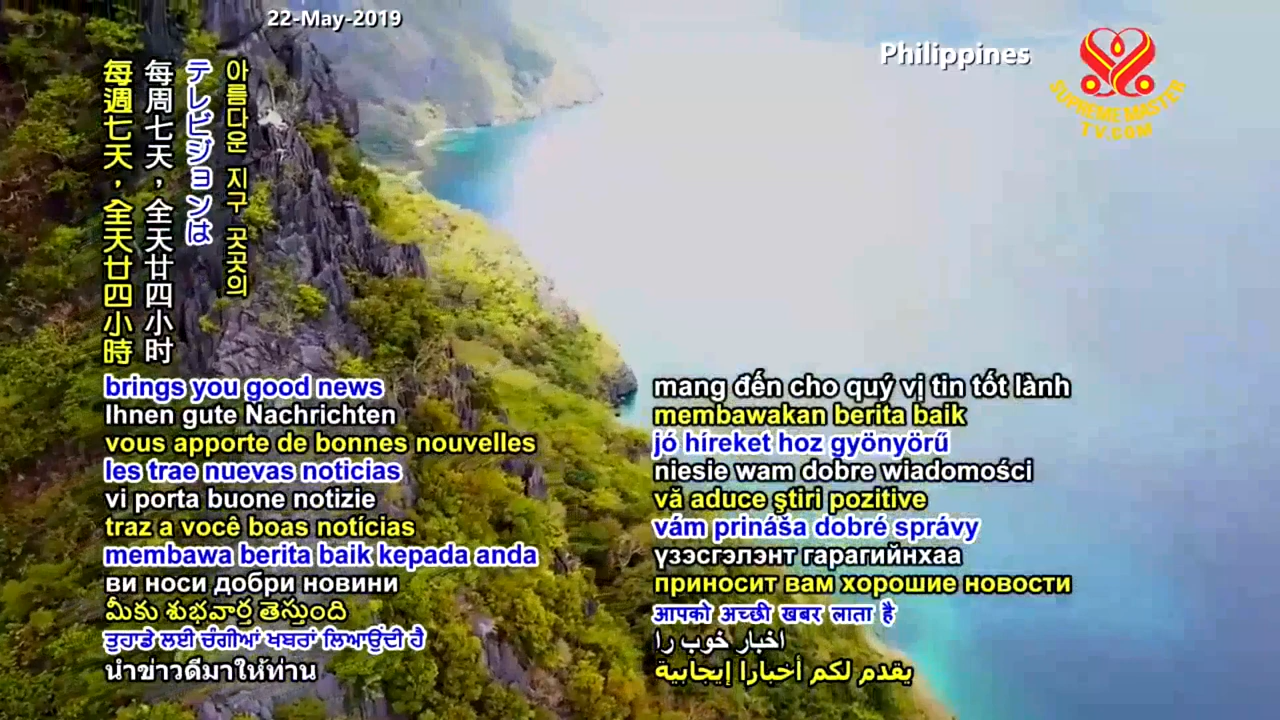 22-May-2019
Philippines
SUPREME MASTER
TV.COM
아름다운 지구 곳곳의
テレビジョンは
每周七天，全天廿四小时
每週七天，全天廿四小時
brings you good news
Ihnen gute Nachrichten
vous apporte de bonnes nouvelles
les trae nuevas noticias
vi porta buone notizie
traz a você boas notícias
membawa berita baik kepada anda
ви носи добри новини
మీకు శుభవార్త తెస్తుంది
ਤੁਹਾਡੇ ਲਈ ਚੰਗੀਆਂ ਖਬਰਾਂ ਲਿਆਉਂਦੀ ਹੈ
นำข่าวดีมาให้ท่าน
mang đến cho quý vị tin tốt lành
membawakan berita baik
jó híreket hoz gyönyörű
niesie wam dobre wiadomości
vă aduce ştiri pozitive
vám prináša dobré správy
үзэсгэлэнт гарагийнхаа
приносит вам хорошие новости
आपको अच्छी खबर लाता है
اخبار خوب را
يقدم لكم أخبارا إيجابية